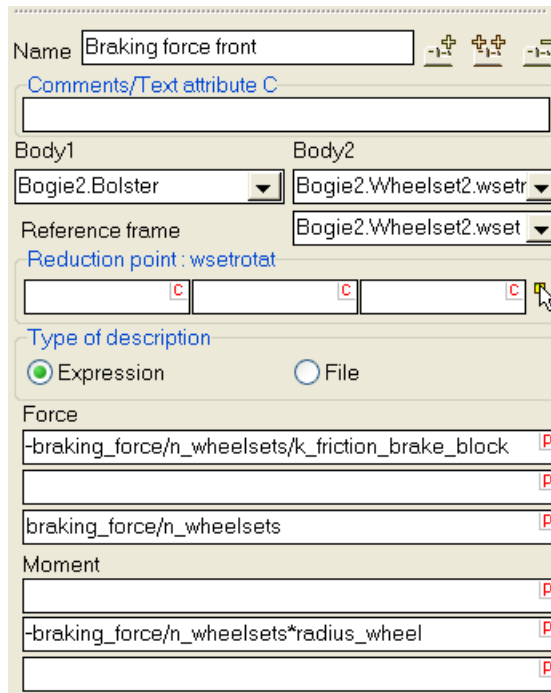 Name Braking force front
Comments/Text attribute C
Body1 Body2
Bogie2.Bolster Bogie2.Wheelset2.wsetr
Reference frame Bogie2.Wheelset2.wset
Reduction point : wsetrotat
C C C
Type of description
Expression File
Force
-braking_force/n_wheelsets/k_friction_brake_block P
P
braking_force/n_wheelsets P
Moment
P
-braking_force/n_wheelsets*radius_wheel P
P